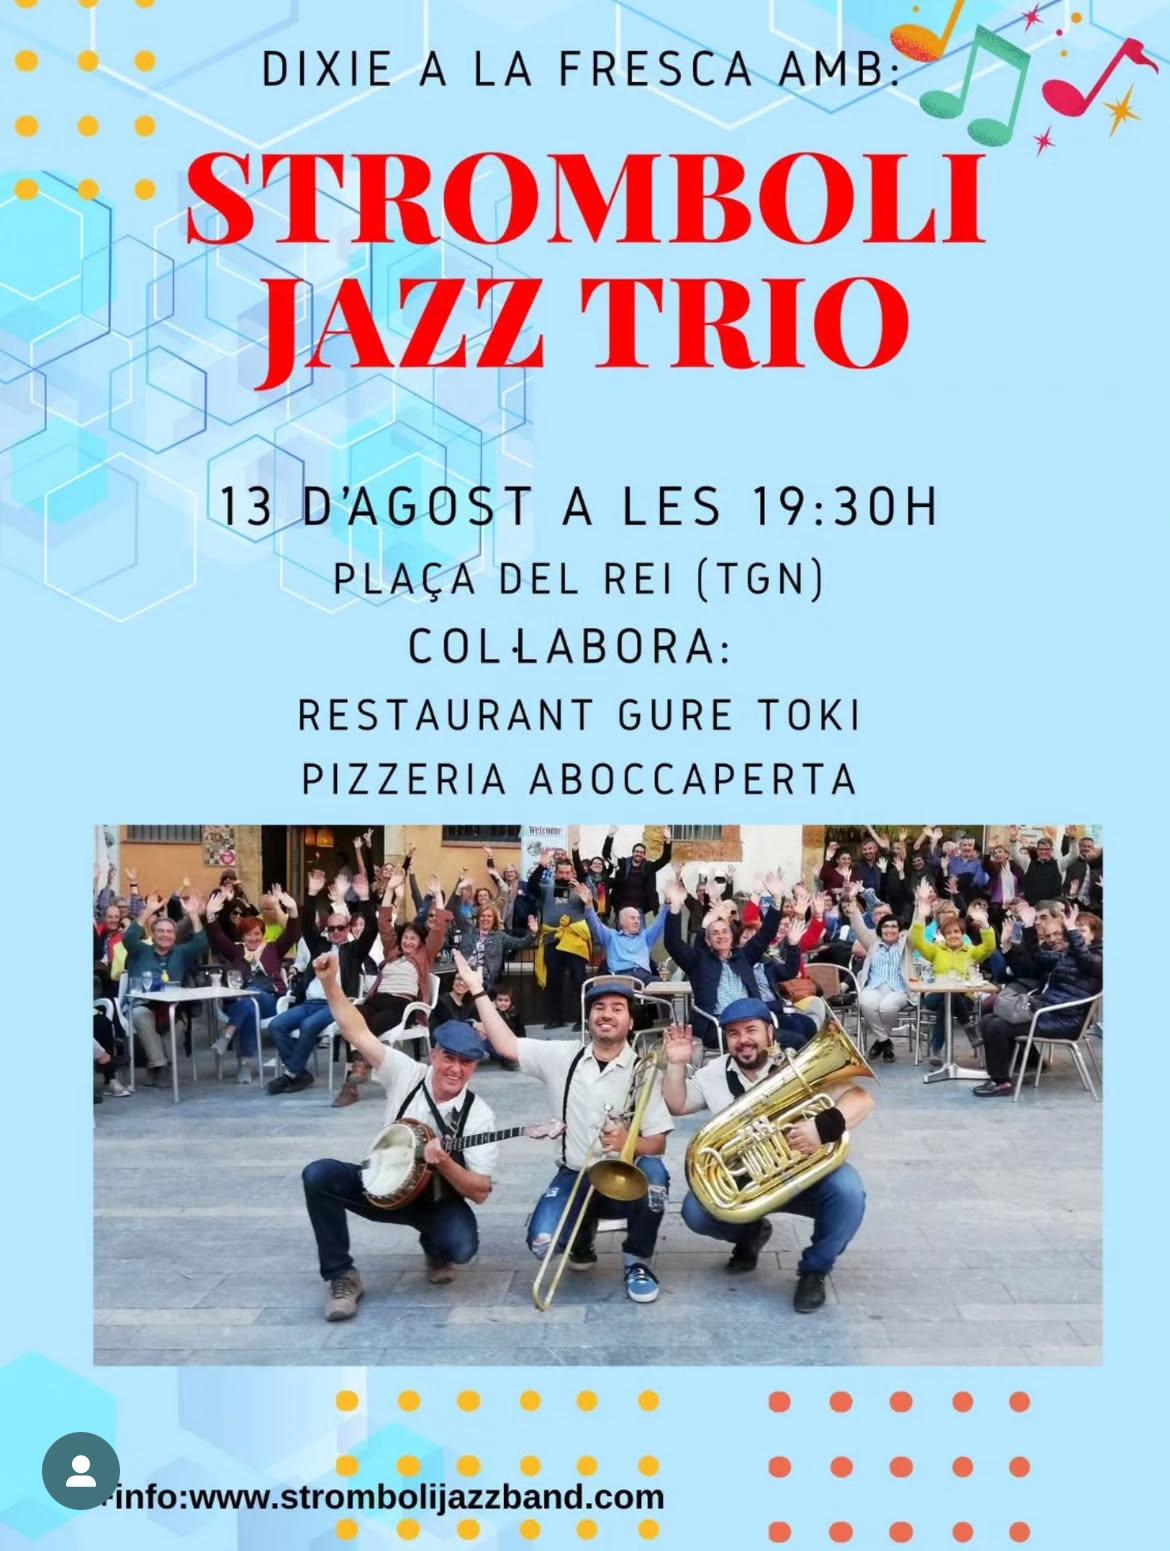 DIXIE A LA FRESCA AMB:
STROMBOLI
JAZZ TRIO
13 D'AGOST A LES 19:30H
PLAÇA DEL REI (TGN)
COL·LABORA:
RESTAURANT GURE TOKI
PIZZERIA ABOCCAPERTA
Welcome
+info:www.strombolijazzband.com